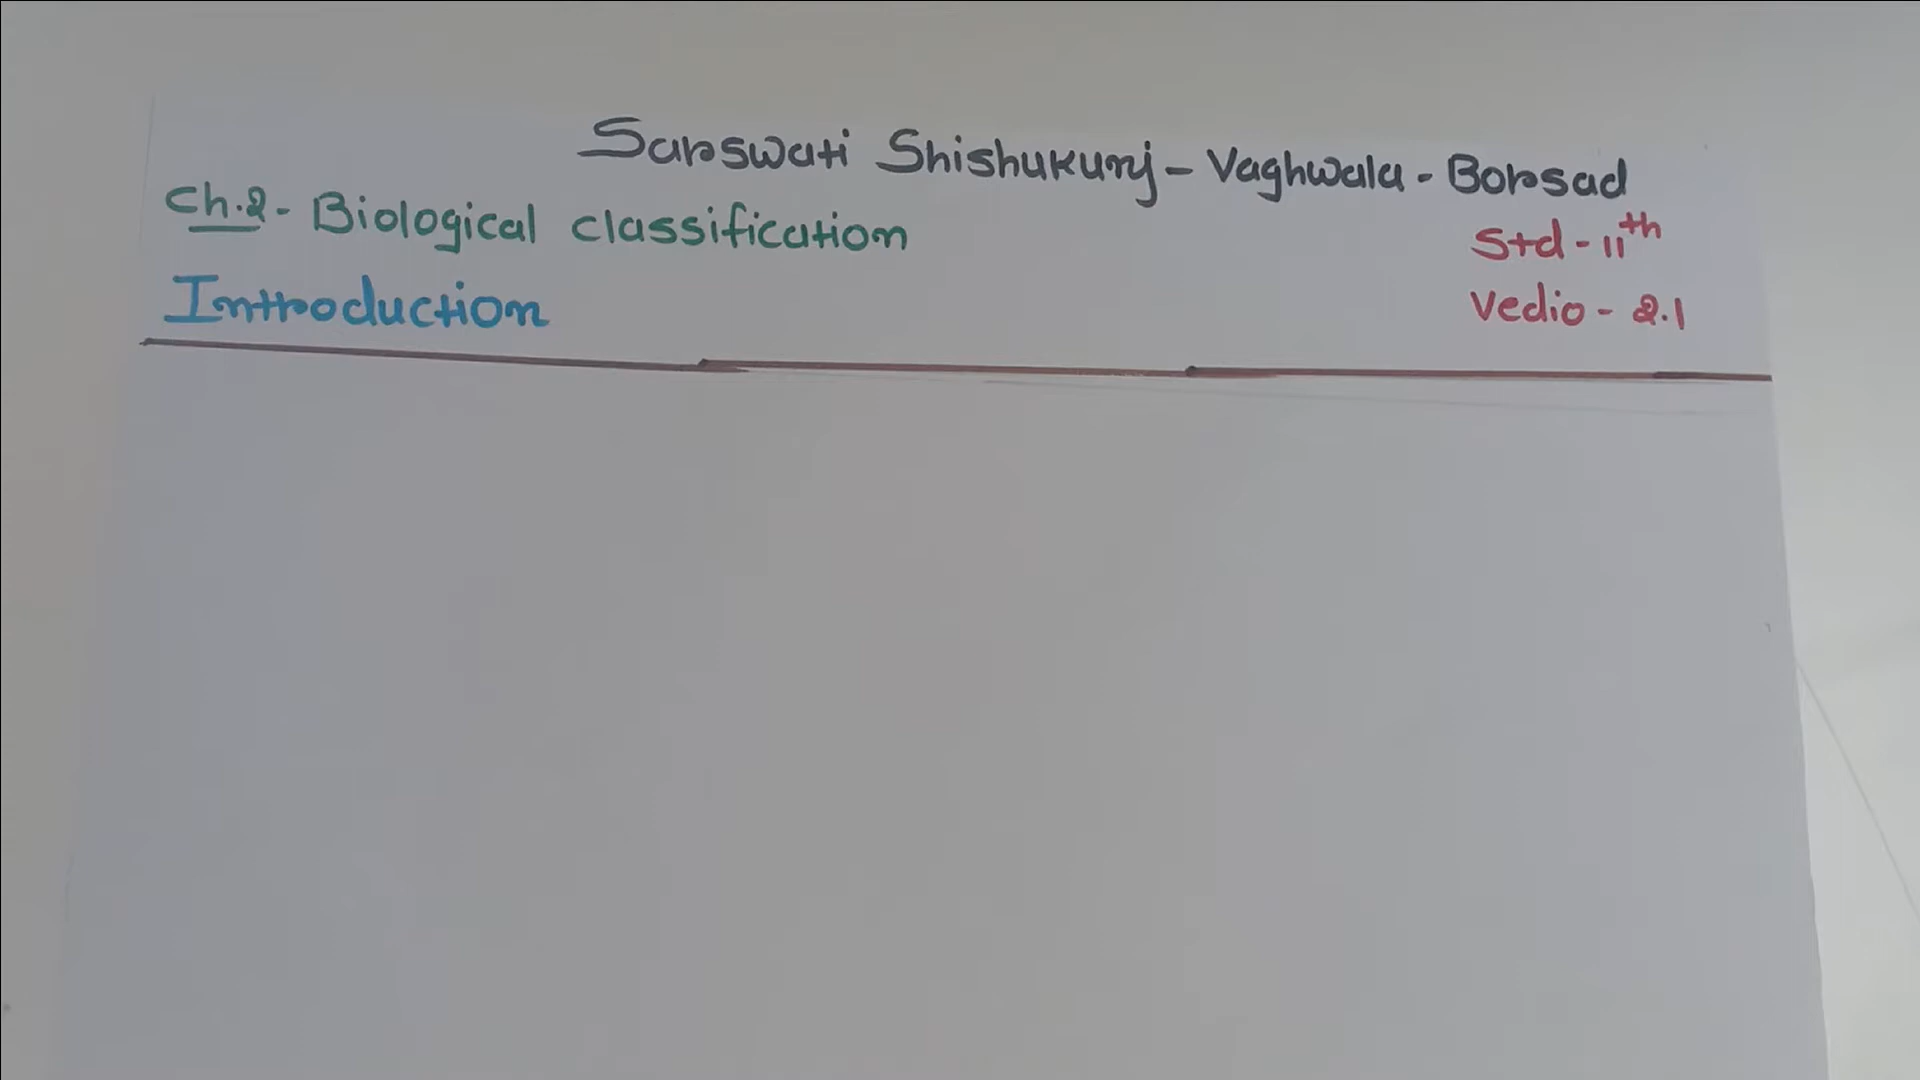 Sarswati Shishukunj - Vaghwala - Borsad
Ch.2 - Biological classification
Std - 11th
Introduction
Vedio - 2.1